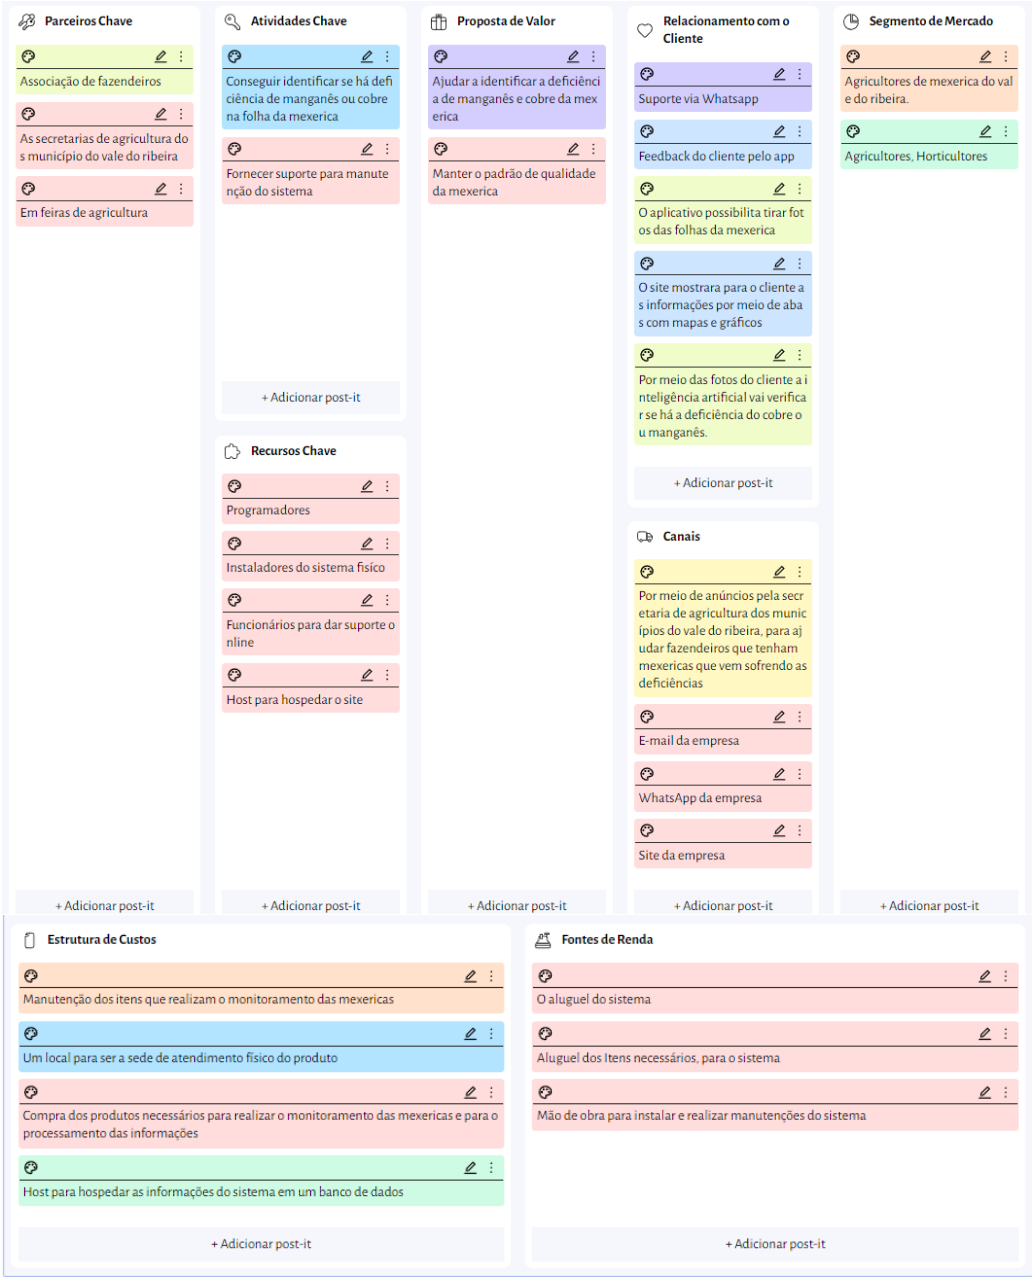 Parceiros Chave
Associação de fazendeiros
As secretarias de agricultura do
s município do vale do ribeira
Em feiras de agricultura
+ Adicionar post-it
Atividades Chave
Conseguir identificar se há defi
ciência de manganês ou cobre
na folha da mexerica
Fornecer suporte para manute
nção do sistema
+ Adicionar post-it
Recursos Chave
Programadores
Instaladores do sistema fisíco
Funcionários para dar suporte o
nline
Host para hospedar o site
+ Adicionar post-it
Proposta de Valor
Ajudar a identificar a deficiênci
a de manganês e cobre da mex
erica
Manter o padrão de qualidade
da mexerica
+ Adicionar post-it
Relacionamento com o
Cliente
Suporte via Whatsapp
Feedback do cliente pelo app
O aplicativo possibilita tirar fot
os das folhas da mexerica
O site mostrara para o cliente a
s informações por meio de aba
s com mapas e gráficos
Por meio das fotos do cliente a i
nteligência artificial vai verifica
r se há a deficiência do cobre o
u manganês.
+ Adicionar post-it
Canais
Por meio de anúncios pela secr
etaria de agricultura dos munic
ípios do vale do ribeira, para aj
udar fazendeiros que tenham
mexericas que vem sofrendo as
deficiências
E-mail da empresa
WhatsApp da empresa
Site da empresa
+ Adicionar post-it
Segmento de Mercado
Agricultores de mexerica do val
e do ribeira.
Agricultores, Horticultores
+ Adicionar post-it
Estrutura de Custos
Manutenção dos itens que realizam o monitoramento das mexericas
Um local para ser a sede de atendimento físico do produto
Compra dos produtos necessários para realizar o monitoramento das mexericas e para o
processamento das informações
Host para hospedar as informações do sistema em um banco de dados
+ Adicionar post-it
Fontes de Renda
O aluguel do sistema
Aluguel dos Itens necessários, para o sistema
Mão de obra para instalar e realizar manutenções do sistema
+ Adicionar post-it